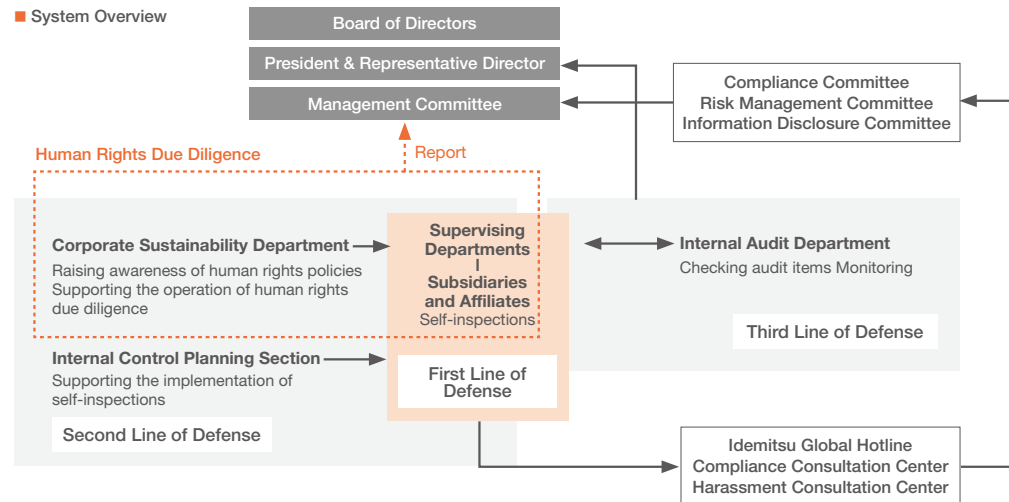 System Overview
Board of Directors
President & Representative Director
Management Committee
Compliance Committee
Risk Management Committee
Information Disclosure Committee
Human Rights Due Diligence
Report
Corporate Sustainability Department
Raising awareness of human rights policies
Supporting the operation of human rights
due diligence
Supervising
Departments
Subsidiaries
and Affiliates
Self-inspections
Internal Audit Department
Checking audit items Monitoring
Third Line of Defense
Internal Control Planning Section
Supporting the implementation of
self-inspections
Second Line of Defense
First Line of
Defense
Idemitsu Global Hotline
Compliance Consultation Center
Harassment Consultation Center